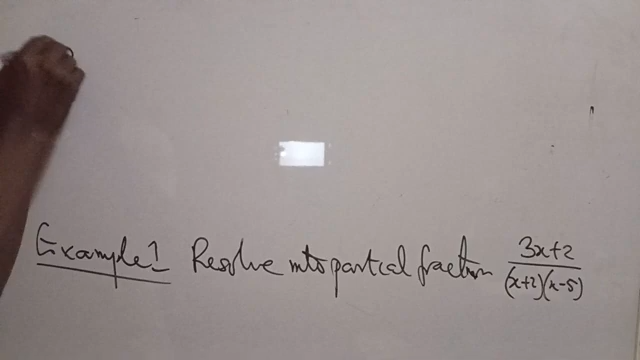 Example 1 Resolve into partial fraction 3x+2
(x+2)(x-5)